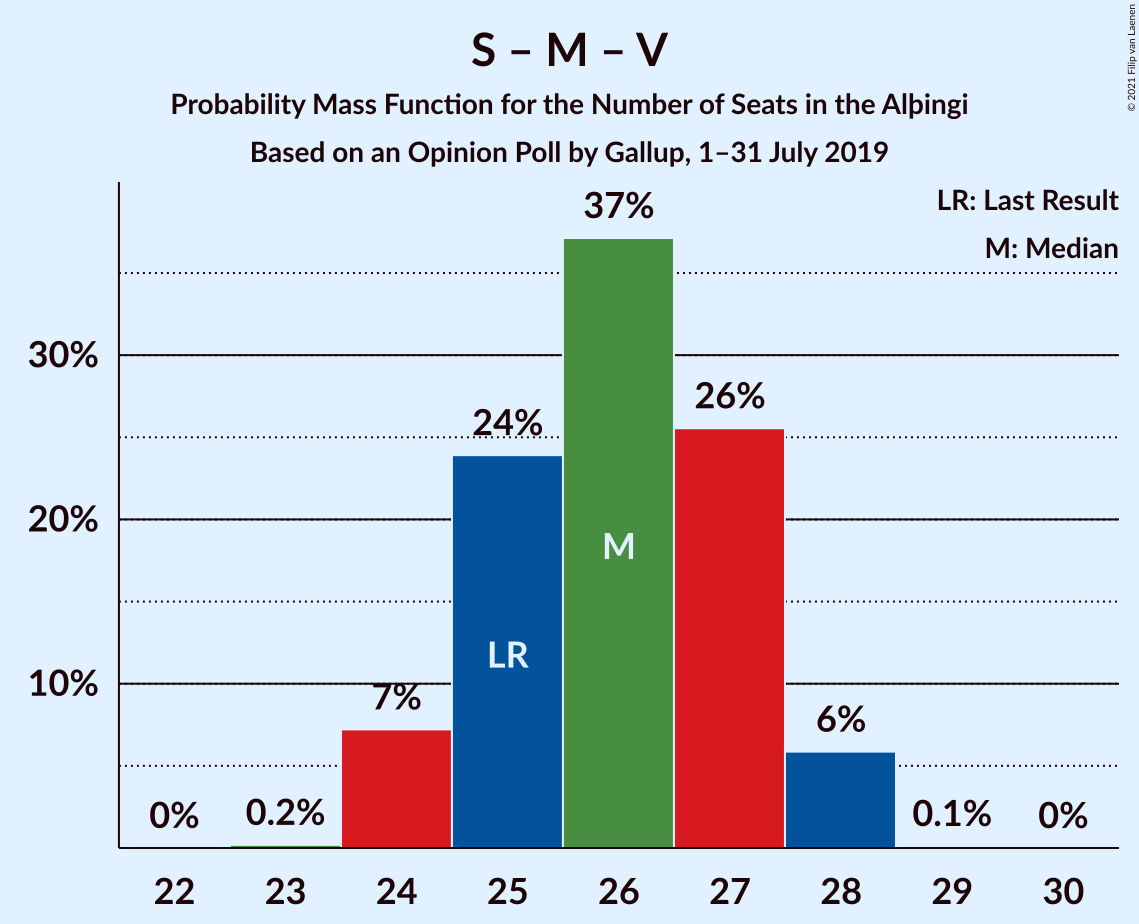 S – M – V
Probability Mass Function for the Number of Seats in the Alþingi
Based on an Opinion Poll by Gallup, 1–31 July 2019
© 2021 Filip van Laenen
LR: Last Result
M: Median
37%
30%
26%
24%
20%
M
LR
10%
7%
6%
0%
0.2%
0.1%
0%
22 23 24 25 26 27 28 29 30